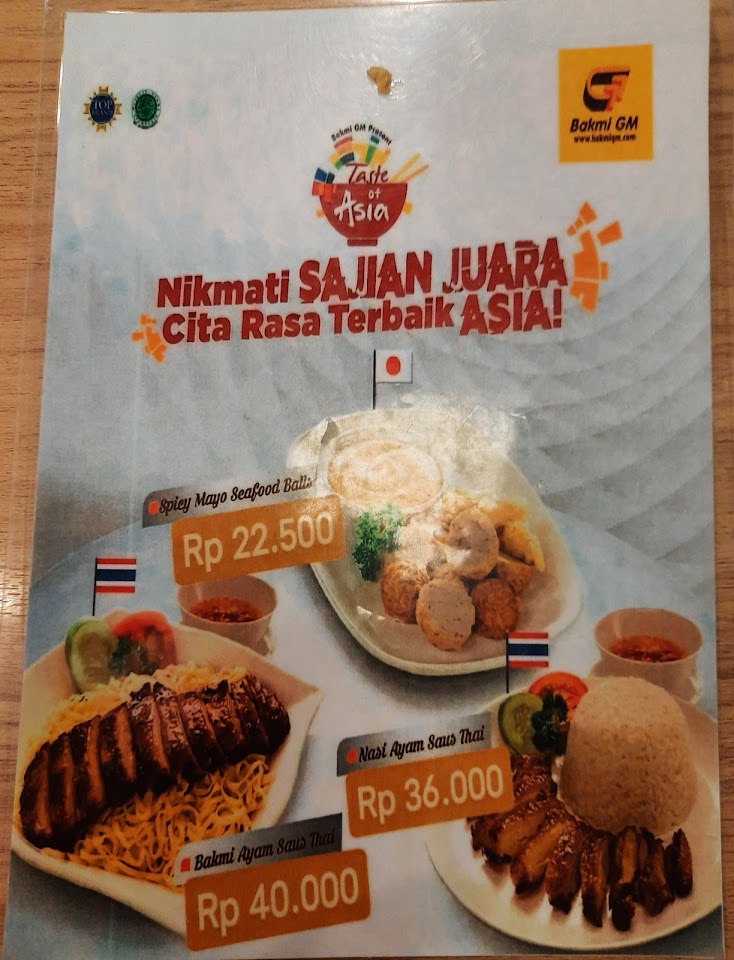 TOP
Bakmi GM
www.bakmigm.com
Bakmi GM Present
Taste
of
Asia
Nikmati SAJIAN JUARA
Cita Rasa Terbaik ASIA!
Spicy Mayo Seafood Balls
Rp 22.500
Nasi Ayam Saus Thai
Rp 36.000
Bakmi Ayam Saus Thai
Rp 40.000